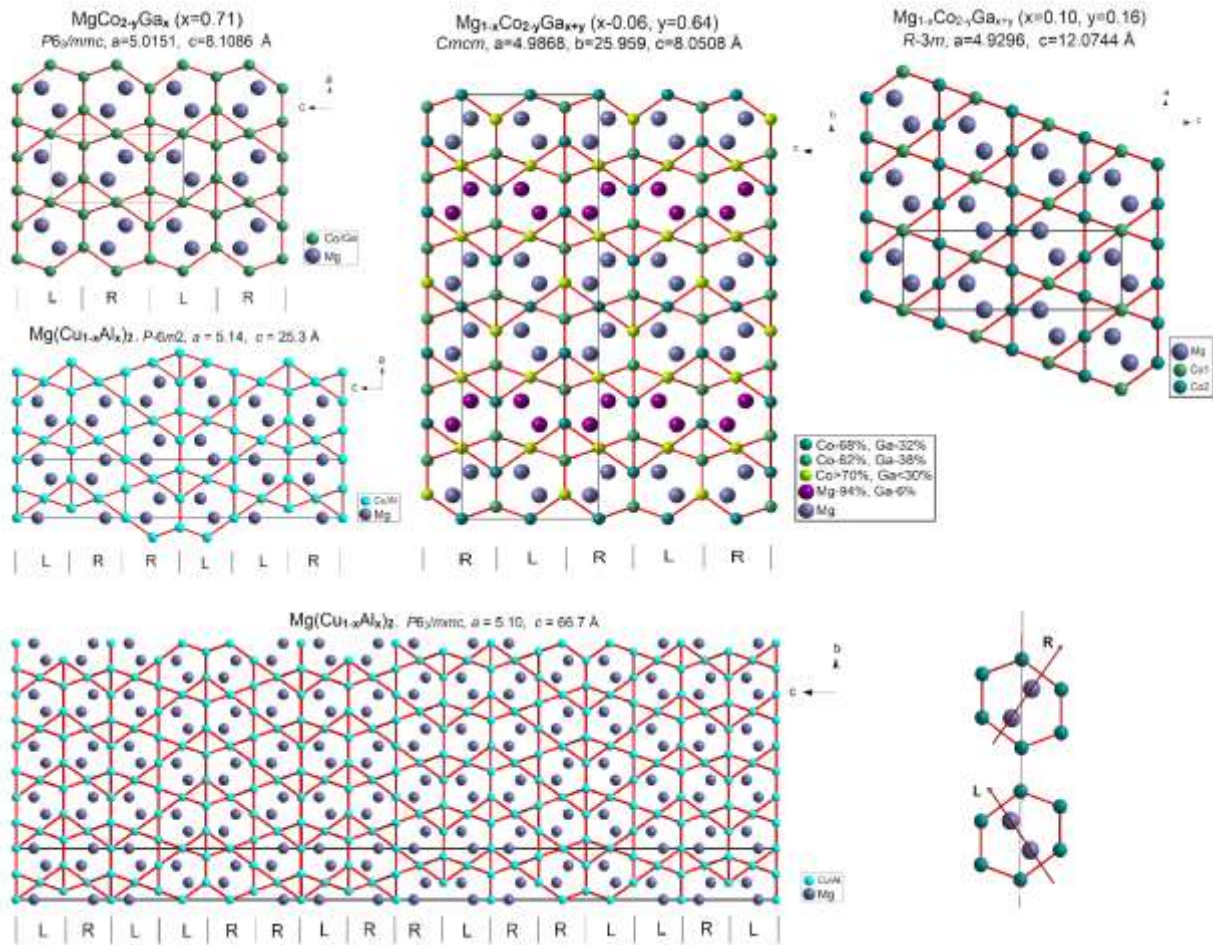 MgCo₂₋yGaₓ (x=0.71)
P6₃/mmc, a=5.0151, c=8.1086 Å
a
c
Co/Ga
Mg
L R L R
Mg(Cu₁₋ₓAlₓ)₂. P-6m2, a = 5.14, c = 25.3 Å
a
c
Cu/Al
Mg
L R R L L R
Mg₁₋ₓCo₂₋yGaₓ₊y (x-0.06, y=0.64)
Cmcm, a=4.9868, b=25.959, c=8.0508 Å
b
c
Co-68%, Ga-32%
Co-62%, Ga-38%
Co>70%, Ga<30%
Mg-94%, Ga-6%
Mg
R L R L R
Mg₁₋ₓCo₂₋yGaₓ₊y (x=0.10, y=0.16)
R-3m, a=4.9296, c=12.0744 Å
a
c
Mg
Co1
Co2
Mg(Cu₁₋ₓAlₓ)₂. P6₃/mmc, a = 5.10, c = 66.7 Å
b
c
Cu/Al
Mg
L R L L R R L R R L R R L L R L
R
L